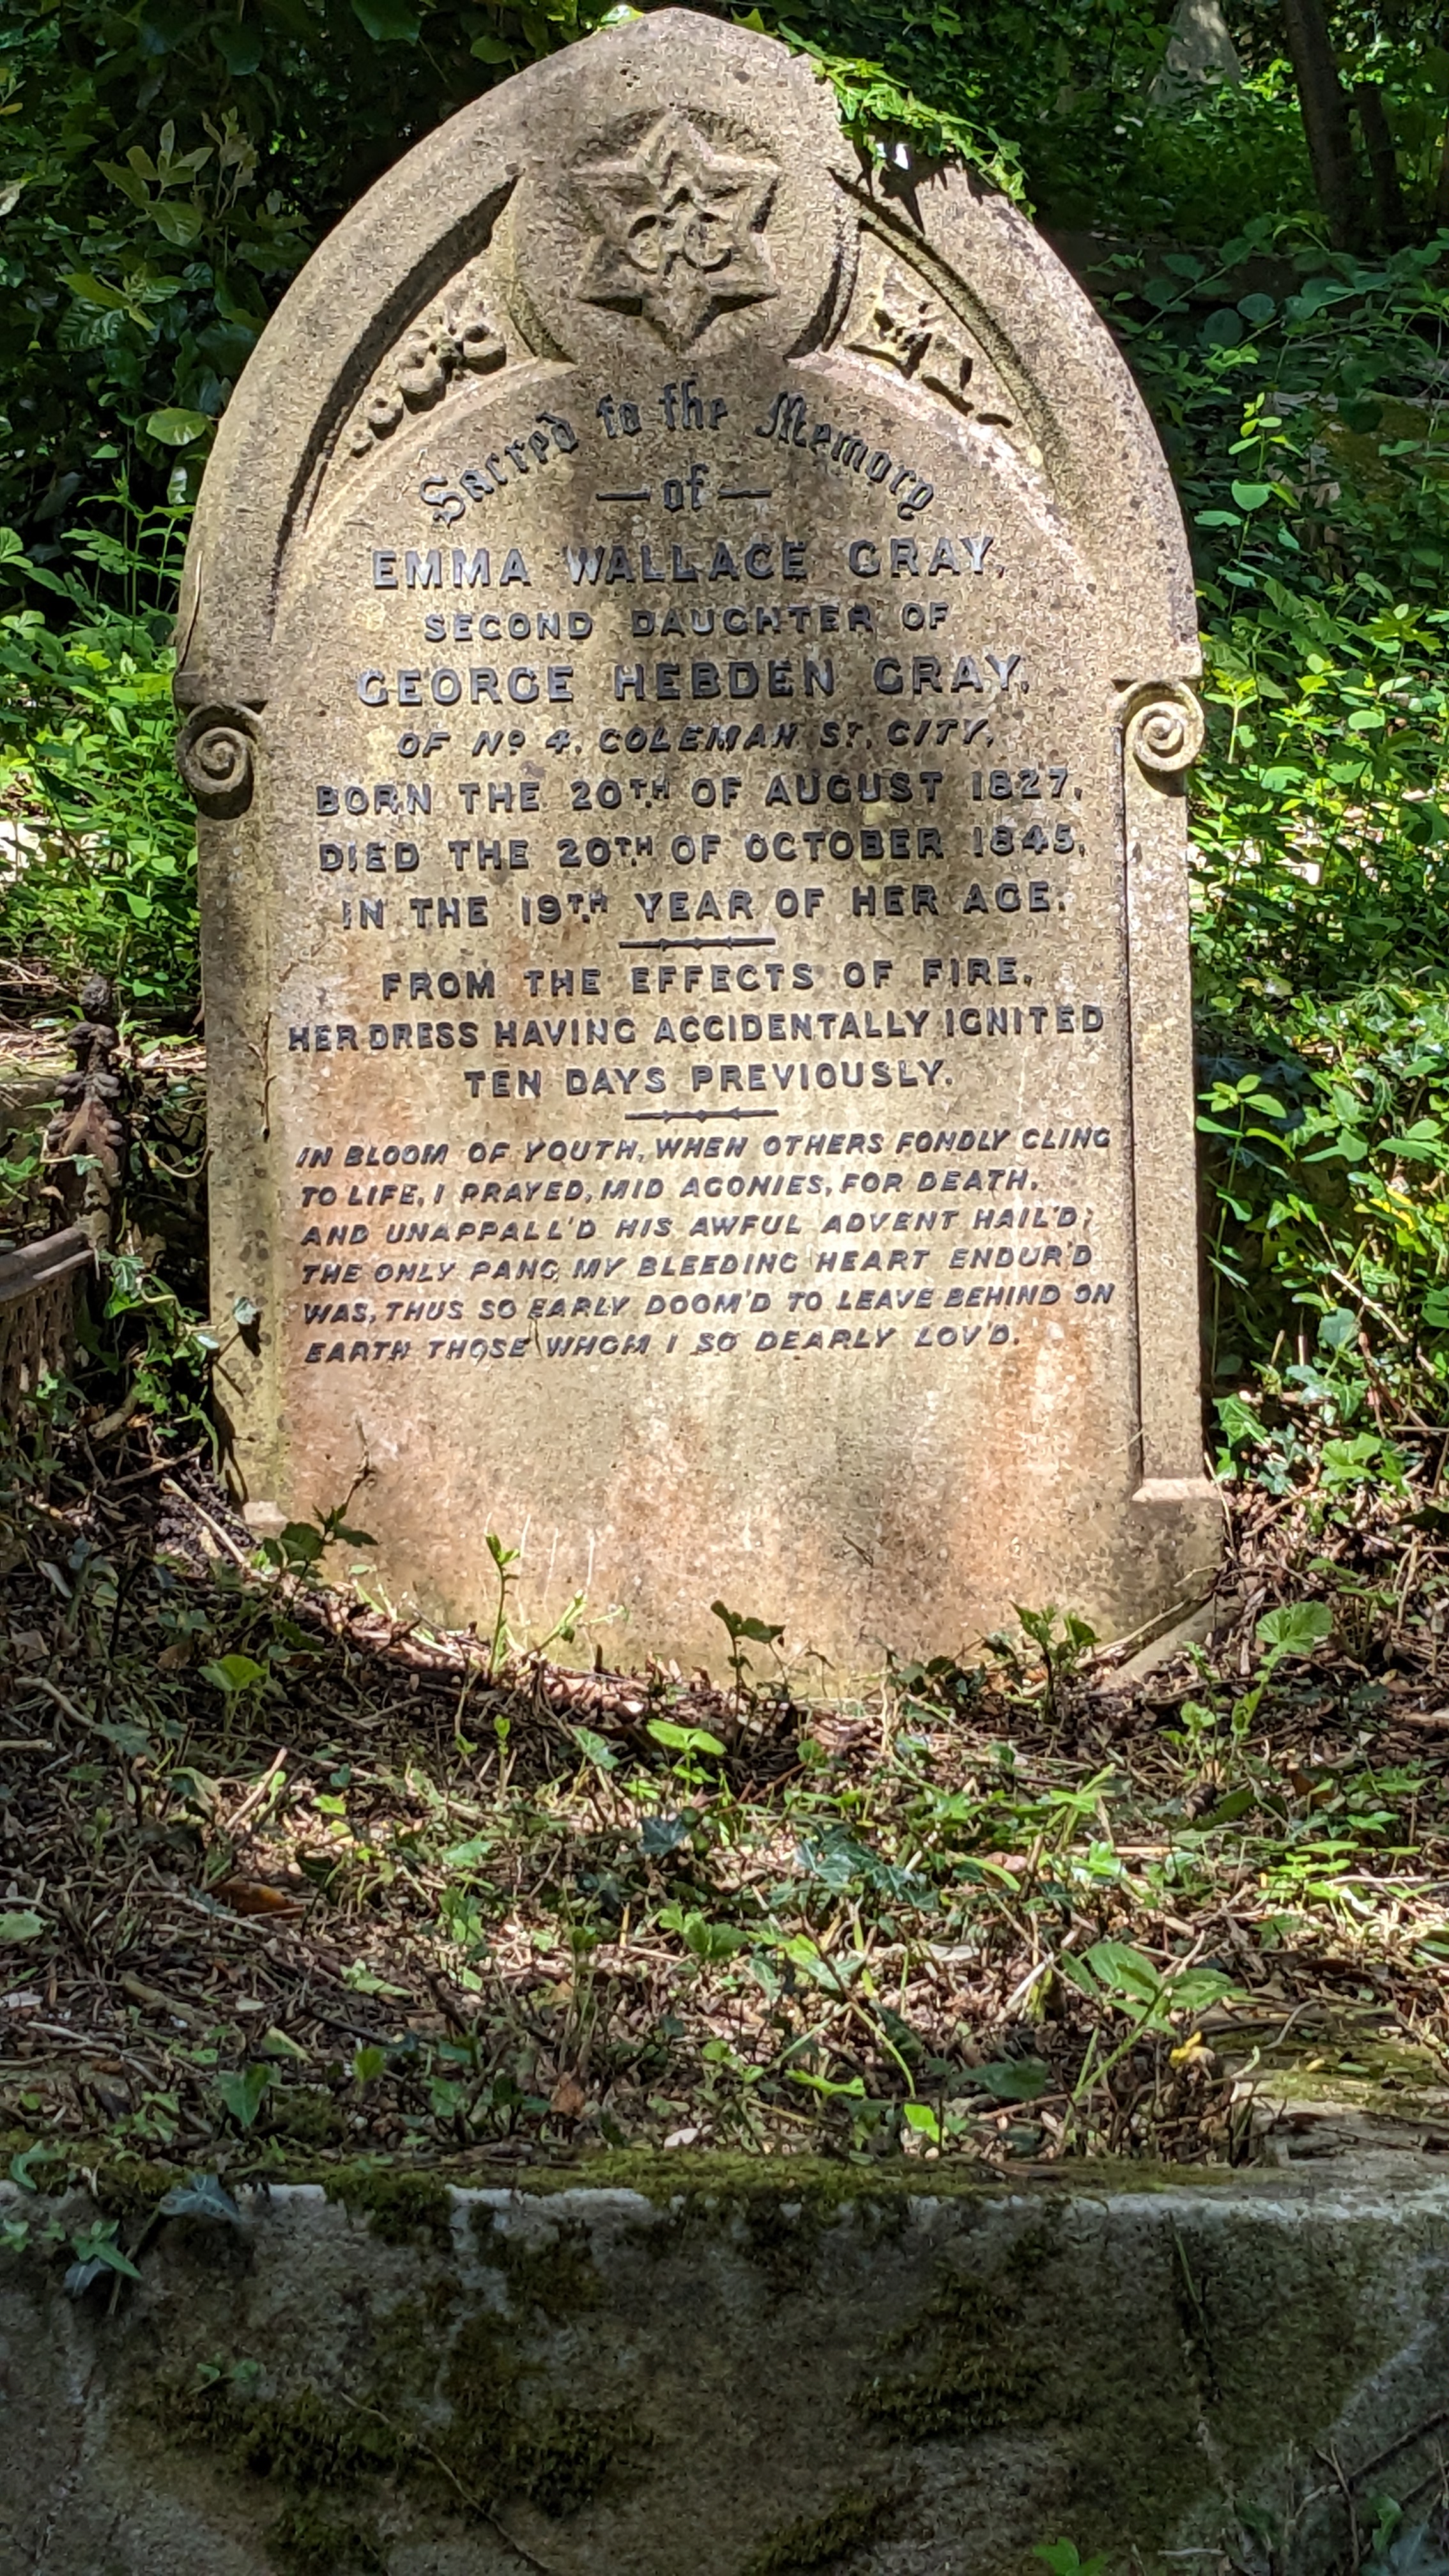 Sacred to the Memory
— of —
EMMA WALLACE GRAY,
SECOND DAUGHTER OF
GEORGE HEBDEN GRAY,
OF No 4, COLEMAN ST, CITY,
BORN THE 20TH OF AUGUST 1827,
DIED THE 20TH OF OCTOBER 1845,
IN THE 19TH YEAR OF HER AGE.
FROM THE EFFECTS OF FIRE,
HER DRESS HAVING ACCIDENTALLY IGNITED
TEN DAYS PREVIOUSLY.
IN BLOOM OF YOUTH, WHEN OTHERS FONDLY CLING
TO LIFE, I PRAYED, MID AGONIES, FOR DEATH,
AND UNAPPALL'D HIS AWFUL ADVENT HAIL'D;
THE ONLY PANG MY BLEEDING HEART ENDUR'D
WAS, THUS SO EARLY DOOM'D TO LEAVE BEHIND ON
EARTH THOSE WHOM I SO DEARLY LOV'D.